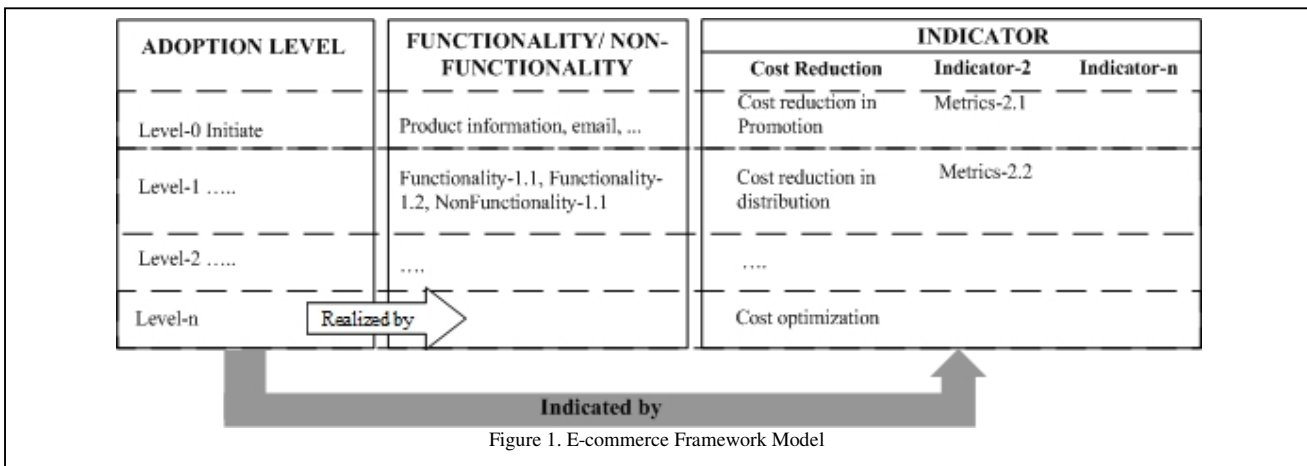 ADOPTION LEVEL
FUNCTIONALITY/ NON-
FUNCTIONALITY
INDICATOR
Cost Reduction
Indicator-2
Indicator-n
Level-0 Initiate
Product information, email, ...
Cost reduction in
Promotion
Metrics-2.1
Level-1 .....
Functionality-1.1, Functionality-
1.2, NonFunctionality-1.1
Cost reduction in
distribution
Metrics-2.2
Level-2 .....
....
....
Level-n
Realized by
Cost optimization
Indicated by
Figure 1. E-commerce Framework Model